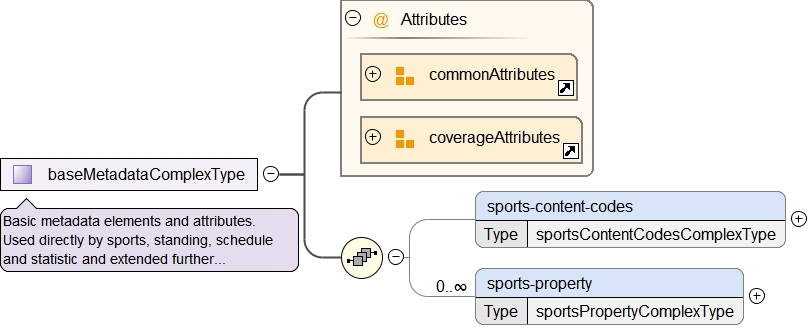 @ Attributes
commonAttributes
coverageAttributes
baseMetadataComplexType
Basic metadata elements and attributes.
Used directly by sports, standing, schedule
and statistic and extended further...
sports-content-codes
Type sportsContentCodesComplexType
0..∞
sports-property
Type sportsPropertyComplexType